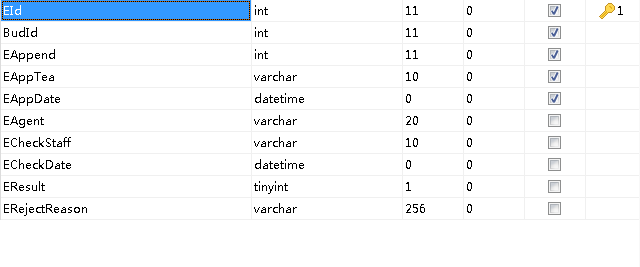 EId int 11 0 1
BudId int 11 0
EAppend int 11 0
EAppTea varchar 10 0
EAppDate datetime 0 0
EAgent varchar 20 0
ECheckStaff varchar 10 0
ECheckDate datetime 0 0
EResult tinyint 1 0
ERejectReason varchar 256 0